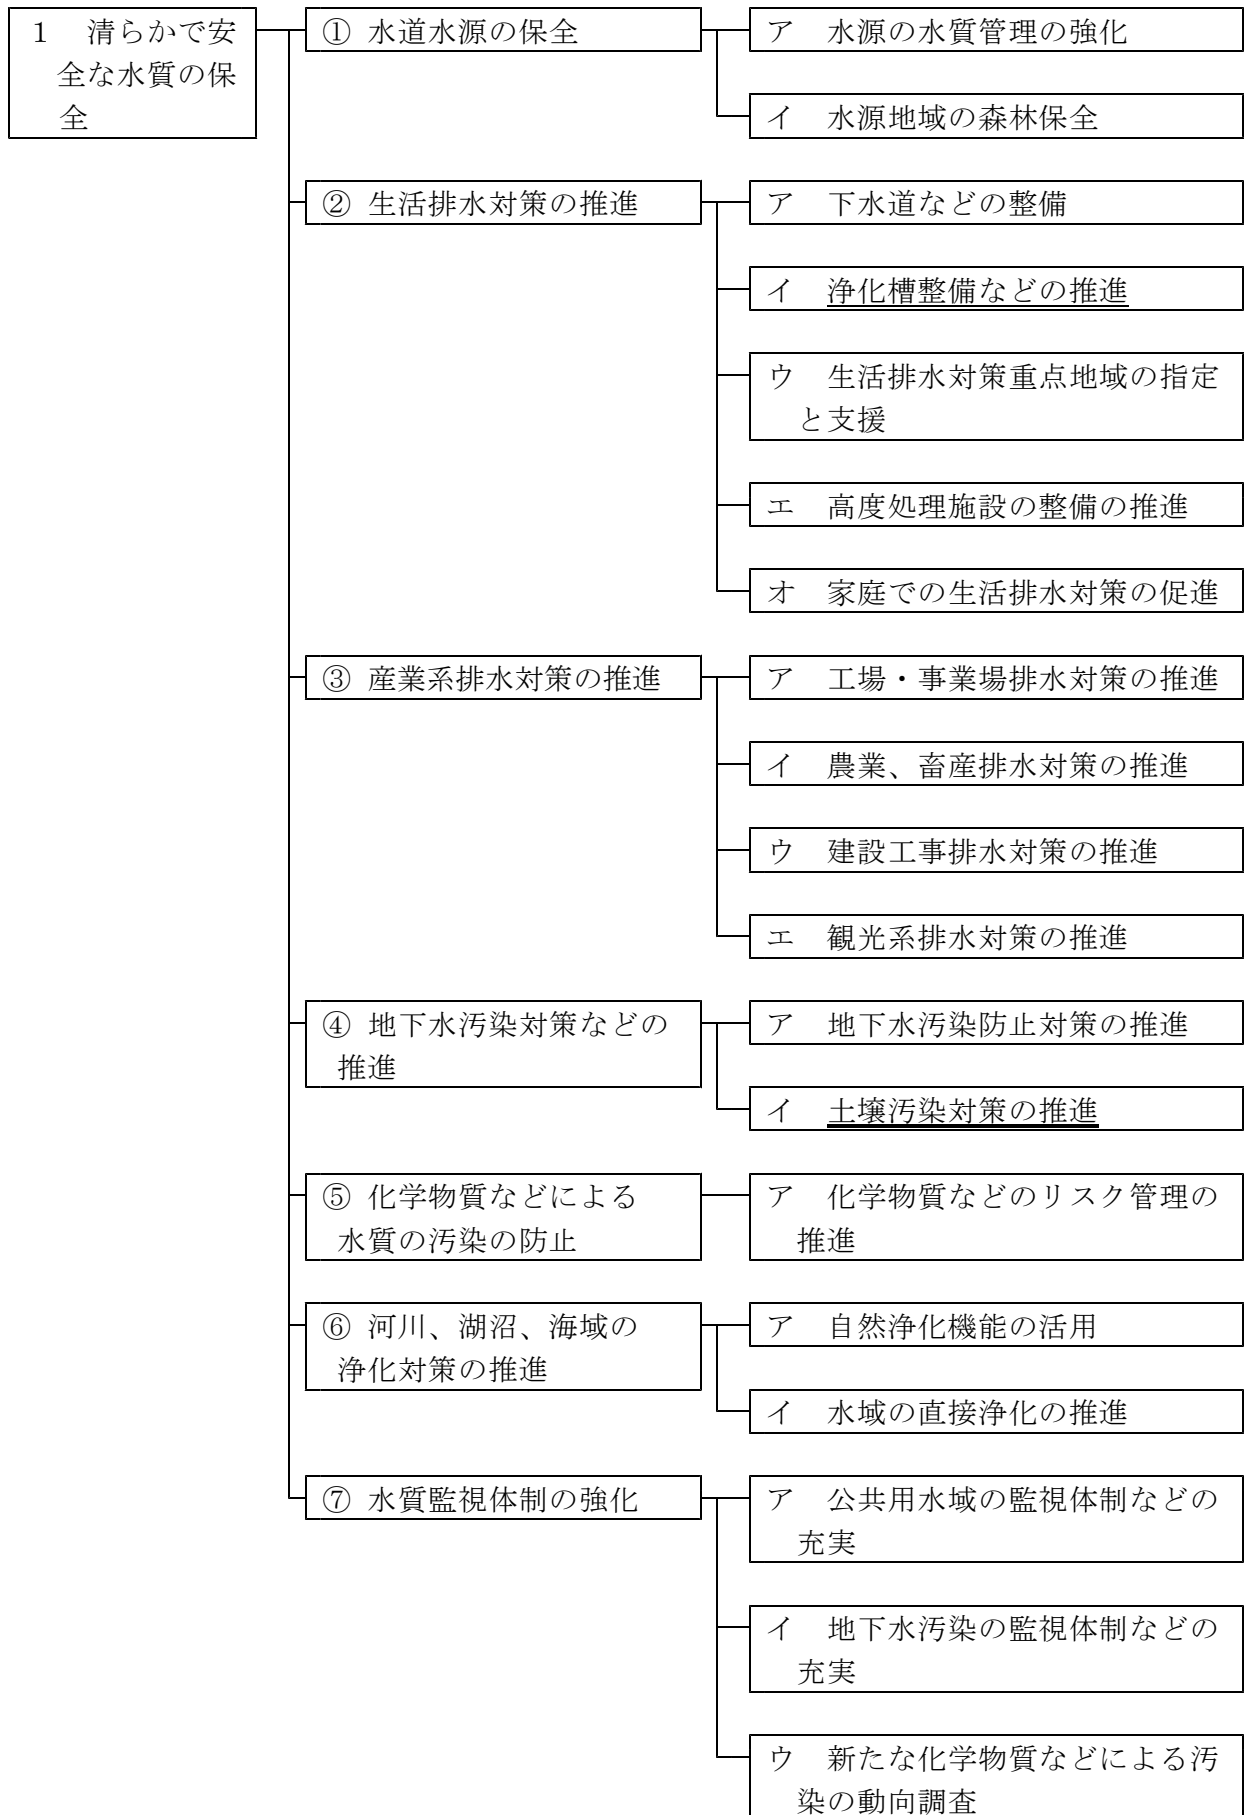 １　清らかで安
全な水質の保
全
① 水道水源の保全
ア　水源の水質管理の強化
イ　水源地域の森林保全
② 生活排水対策の推進
ア　下水道などの整備
イ　浄化槽整備などの推進
ウ　生活排水対策重点地域の指定
と支援
エ　高度処理施設の整備の推進
オ　家庭での生活排水対策の促進
③ 産業系排水対策の推進
ア　工場・事業場排水対策の推進
イ　農業、畜産排水対策の推進
ウ　建設工事排水対策の推進
エ　観光系排水対策の推進
④ 地下水汚染対策などの
推進
ア　地下水汚染防止対策の推進
イ　土壌汚染対策の推進
⑤ 化学物質などによる
水質の汚染の防止
ア　化学物質などのリスク管理の
推進
⑥ 河川、湖沼、海域の
浄化対策の推進
ア　自然浄化機能の活用
イ　水域の直接浄化の推進
⑦ 水質監視体制の強化
ア　公共用水域の監視体制などの
充実
イ　地下水汚染の監視体制などの
充実
ウ　新たな化学物質などによる汚
染の動向調査